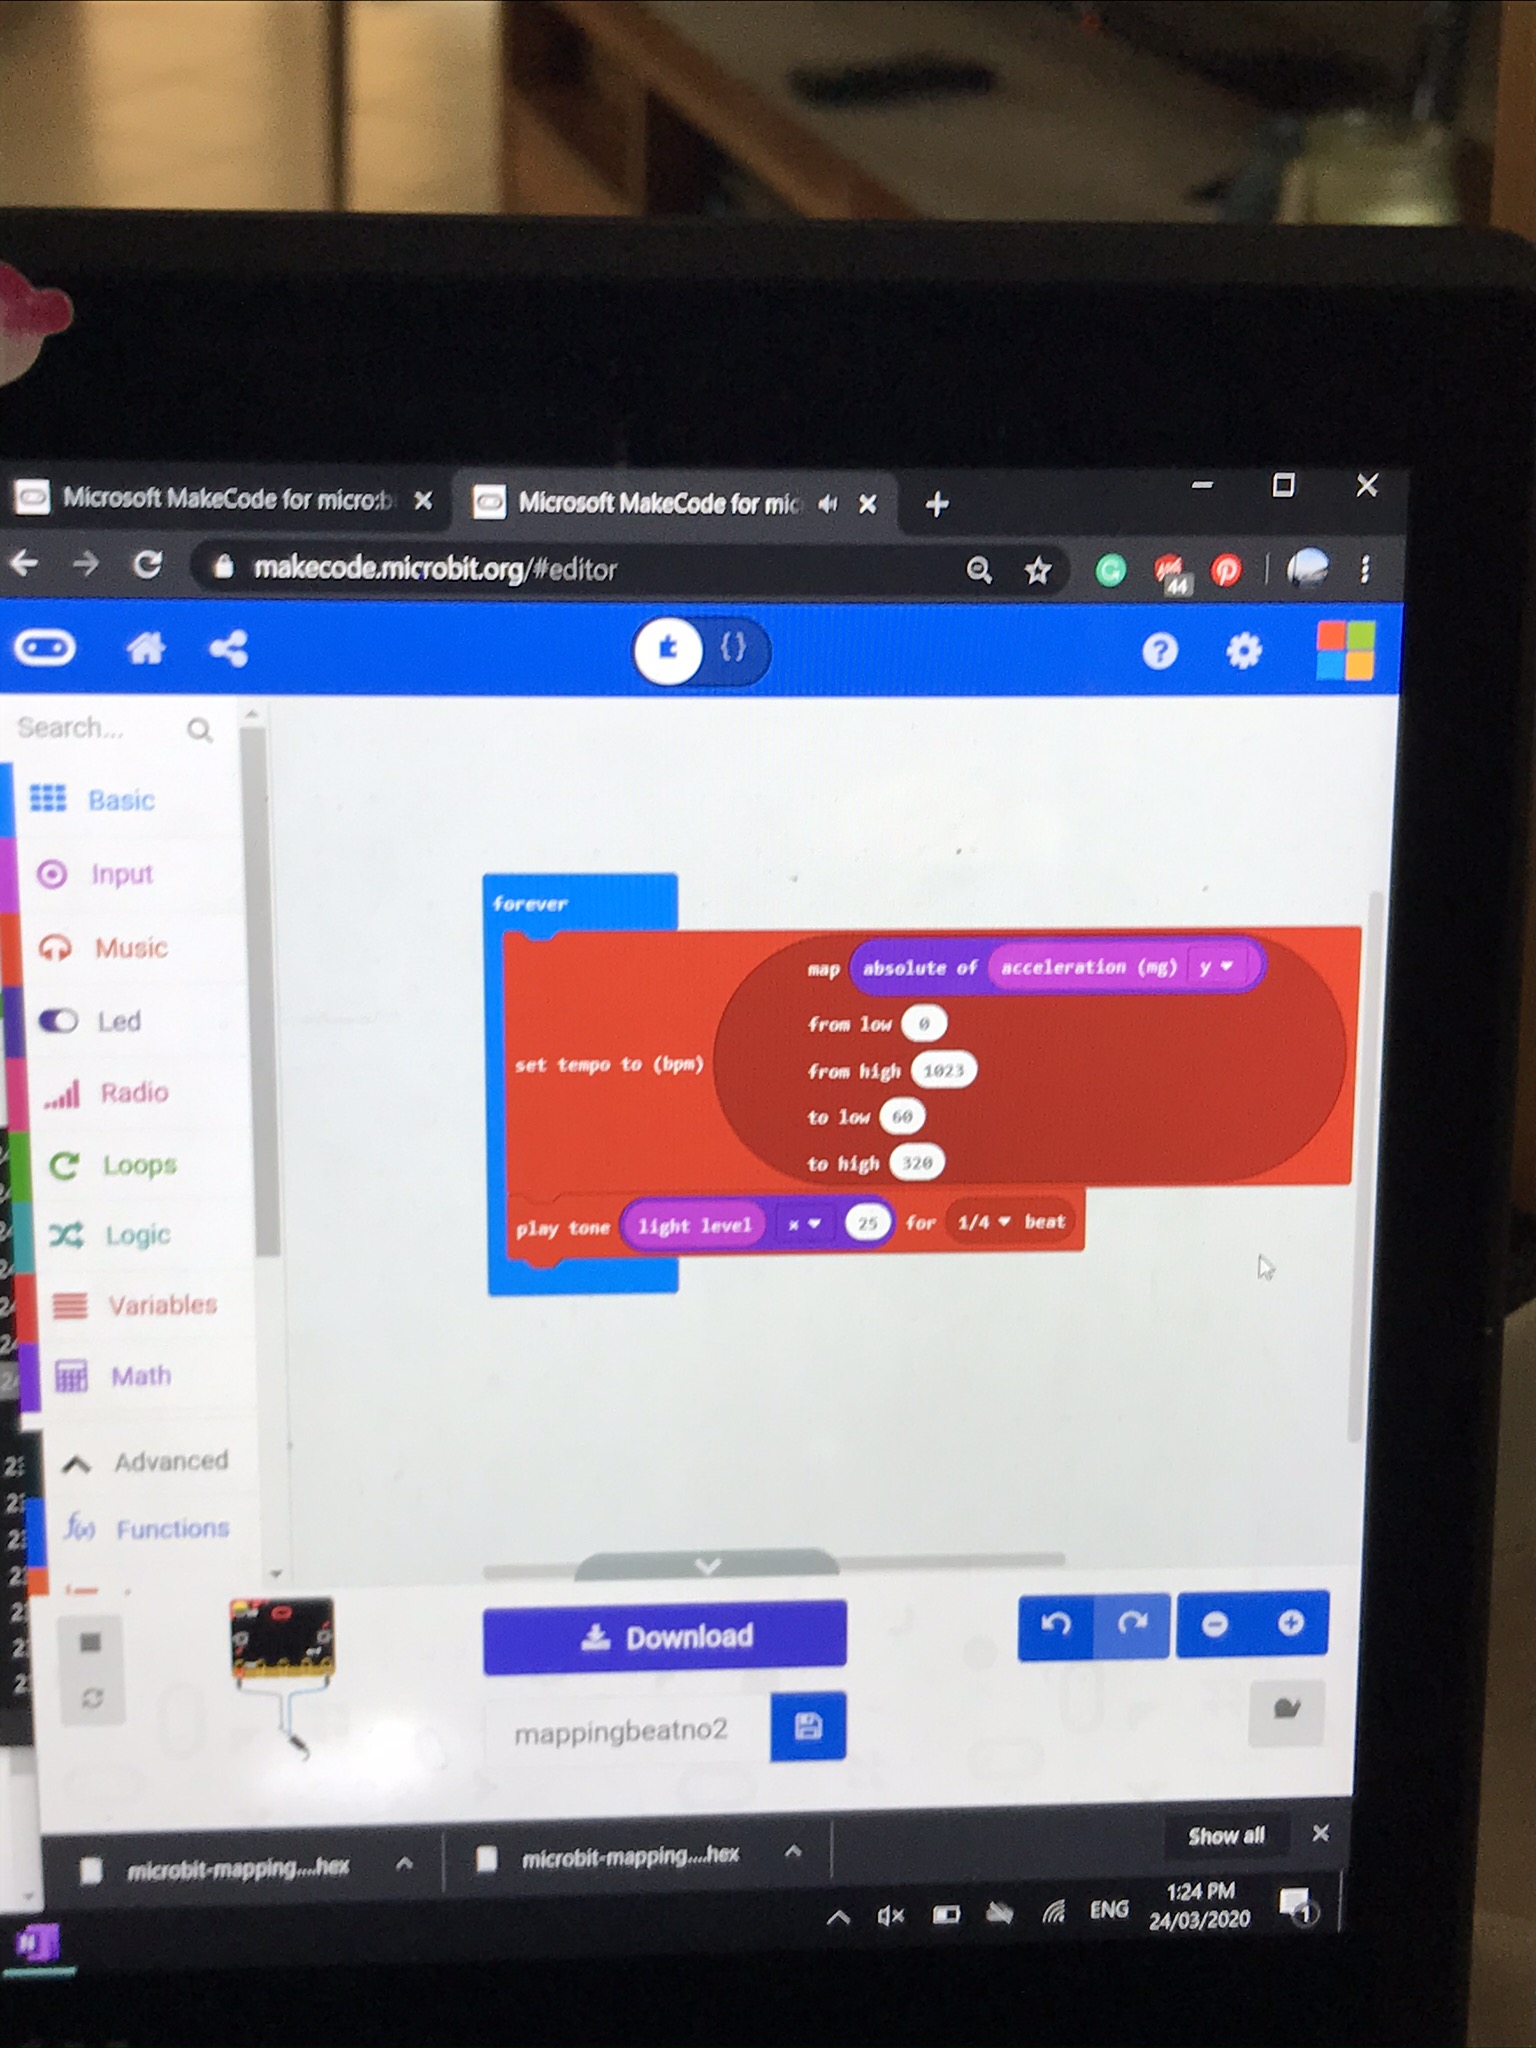 Microsoft MakeCode for micro:b
Microsoft MakeCode for mic
makecode.microbit.org/#editor
44
{}
Search...
Basic
Input
Music
Led
Radio
Loops
Logic
Variables
Math
Advanced
f(x) Functions
forever
set tempo to (bpm)
map absolute of acceleration (mg) y
from low 0
from high 1023
to low 60
to high 320
play tone light level x 25 for 1/4 beat
Download
mappingbeatno2
microbit-mapping....hex
microbit-mapping....hex
Show all
ENG
1:24 PM
24/03/2020
1